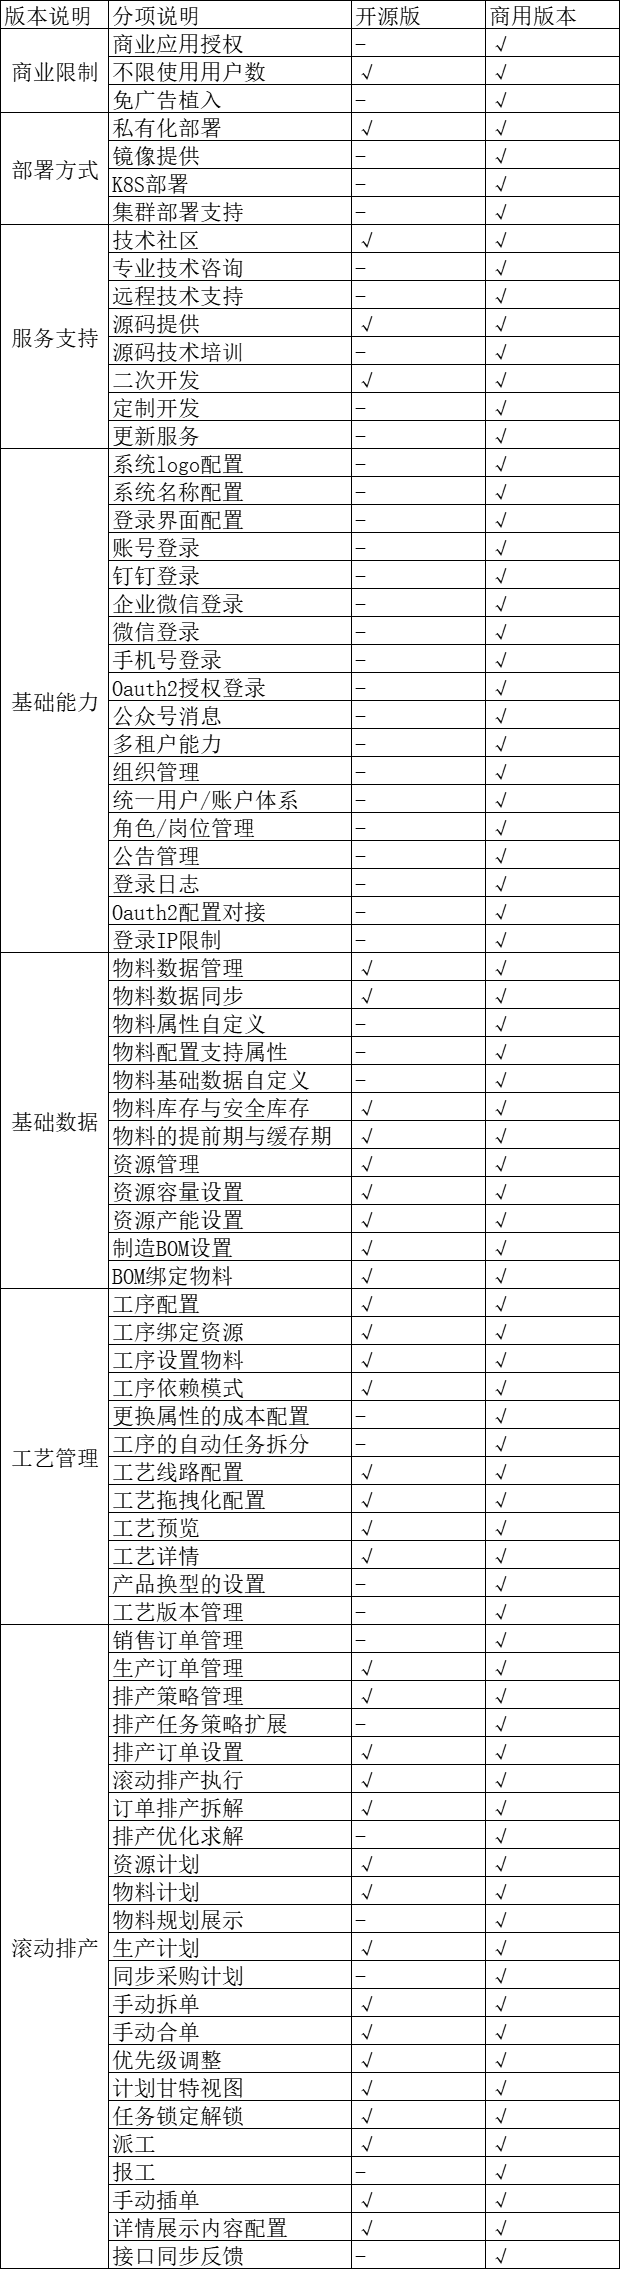 版本说明 分项说明 开源版 商用版本
商业限制 商业应用授权 - √
不限使用用户数 √ √
免广告植入 - √
部署方式 私有化部署 √ √
镜像提供 - √
K8S部署 - √
集群部署支持 - √
服务支持 技术社区 √ √
专业技术咨询 - √
远程技术支持 - √
源码提供 √ √
源码技术培训 - √
二次开发 √ √
定制开发 - √
更新服务 - √
基础能力 系统logo配置 - √
系统名称配置 - √
登录界面配置 - √
账号登录 - √
钉钉登录 - √
企业微信登录 - √
微信登录 - √
手机号登录 - √
Oauth2授权登录 - √
公众号消息 - √
多租户能力 - √
组织管理 - √
统一用户/账户体系 - √
角色/岗位管理 - √
公告管理 - √
登录日志 - √
Oauth2配置对接 - √
登录IP限制 - √
基础数据 物料数据管理 √ √
物料数据同步 √ √
物料属性自定义 - √
物料配置支持属性 - √
物料基础数据自定义 - √
物料库存与安全库存 √ √
物料的提前期与缓存期 √ √
资源管理 √ √
资源容量设置 √ √
资源产能设置 √ √
制造BOM设置 √ √
BOM绑定物料 √ √
工艺管理 工序配置 √ √
工序绑定资源 √ √
工序设置物料 √ √
工序依赖模式 √ √
更换属性的成本配置 - √
工序的自动任务拆分 - √
工艺线路配置 √ √
工艺拖拽化配置 √ √
工艺预览 √ √
工艺详情 √ √
产品换型的设置 - √
工艺版本管理 - √
滚动排产 销售订单管理 - √
生产订单管理 √ √
排产策略管理 √ √
排产任务策略扩展 - √
排产订单设置 √ √
滚动排产执行 √ √
订单排产拆解 √ √
排产优化求解 - √
资源计划 √ √
物料计划 √ √
物料规划展示 - √
生产计划 √ √
同步采购计划 - √
手动拆单 √ √
手动合单 √ √
优先级调整 √ √
计划甘特视图 √ √
任务锁定解锁 √ √
派工 √ √
报工 - √
手动插单 √ √
详情展示内容配置 √ √
接口同步反馈 - √